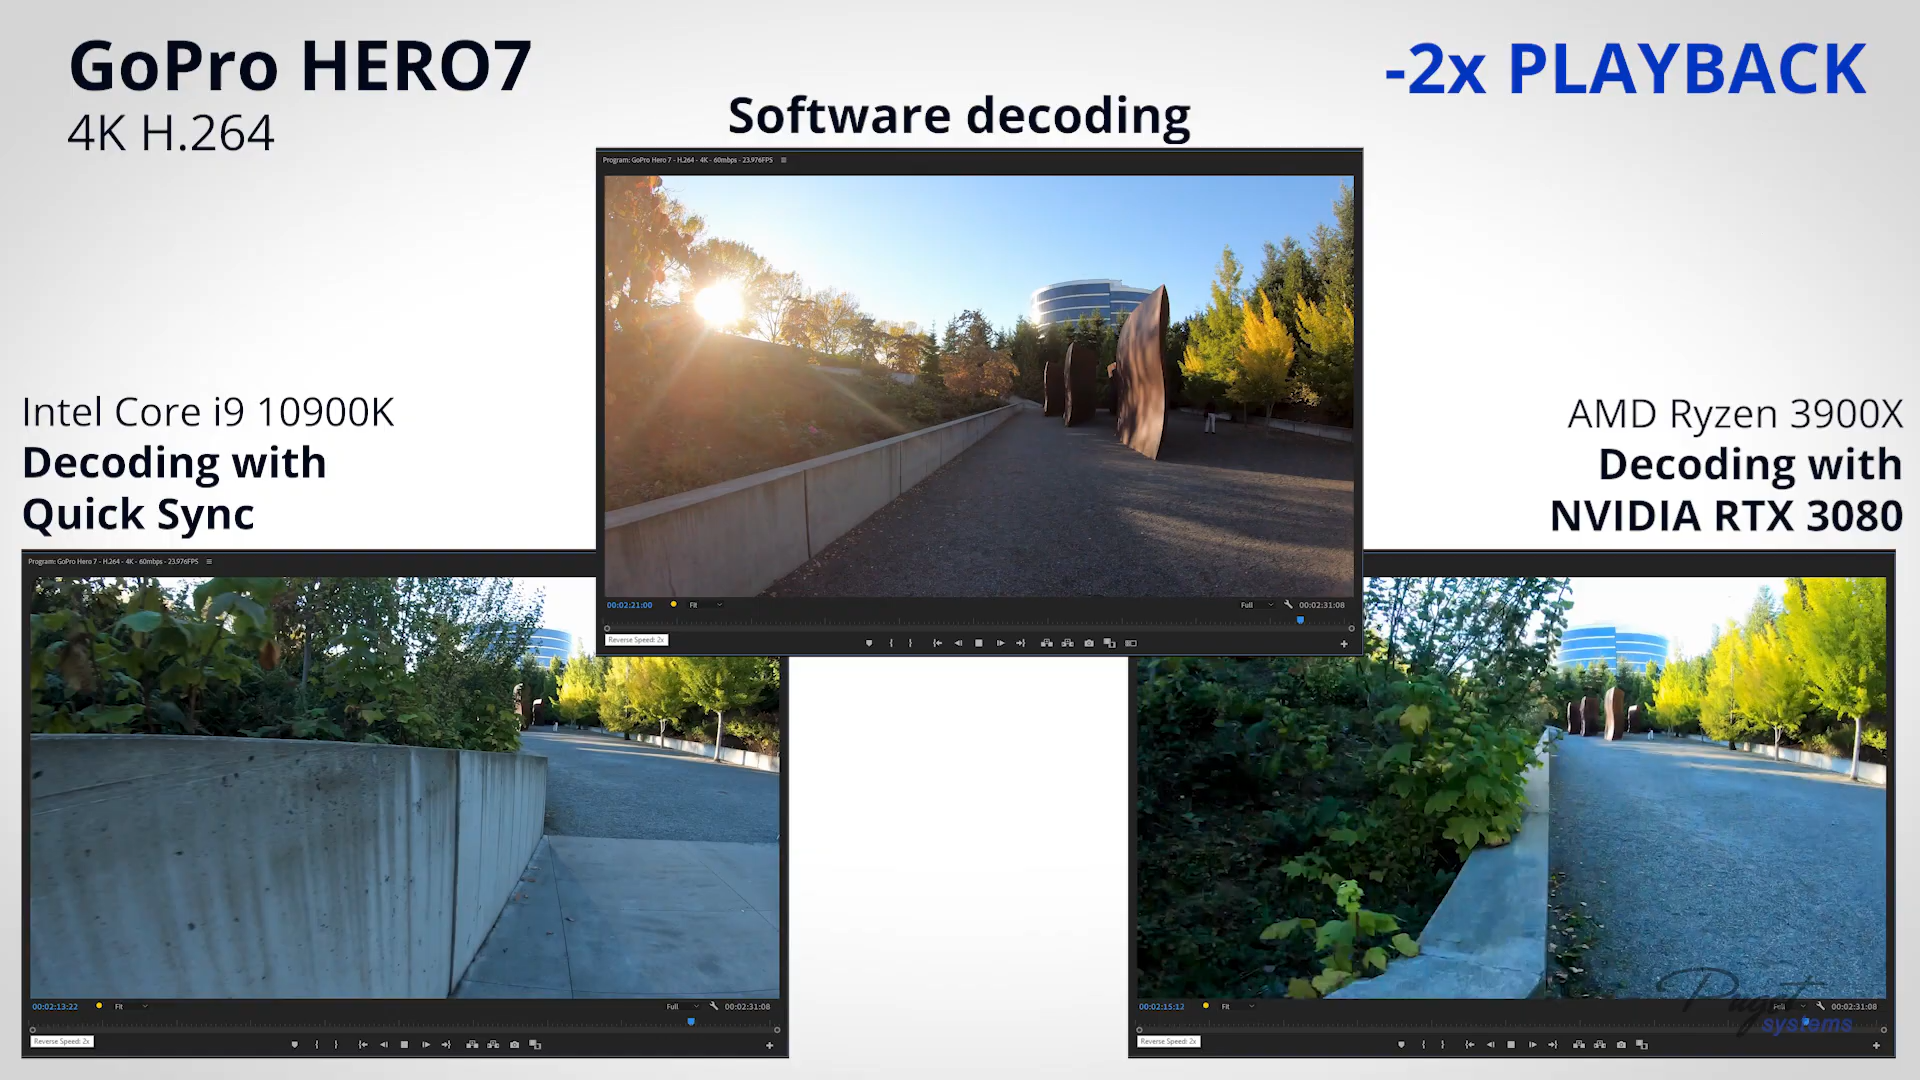 GoPro HERO7
4K H.264
-2x PLAYBACK
Software decoding
Program: GoPro Hero 7 - H.264 - 4K - 60mbps - 23.976FPS
00:02:21:00
Fit
Full
00:02:31:08
Reverse Speed: 2x
Intel Core i9 10900K
Decoding with
Quick Sync
Program: GoPro Hero 7 - H.264 - 4K - 60mbps - 23.976FPS
00:02:13:22
Fit
Full
00:02:31:08
Reverse Speed: 2x
AMD Ryzen 3900X
Decoding with
NVIDIA RTX 3080
00:02:15:12
Fit
Full
00:02:31:08
Reverse Speed: 2x
Puget
systems